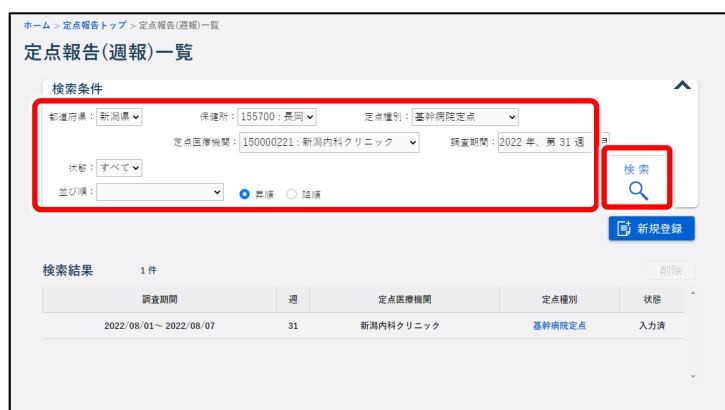 ホーム > 定点報告トップ > 定点報告(週報)一覧
定点報告(週報)一覧
検索条件
都道府県： 新潟県 保健所： 155700：長岡 定点種別： 基幹病院定点
定点医療機関： 150000221：新潟内科クリニック 調査期間： 2022 年、第 31 週
状態： すべて
並び順： 昇順 降順
検索
新規登録
検索結果 1 件 削除
調査期間 週 定点医療機関 定点種別 状態
2022/08/01～ 2022/08/07 31 新潟内科クリニック 基幹病院定点 入力済